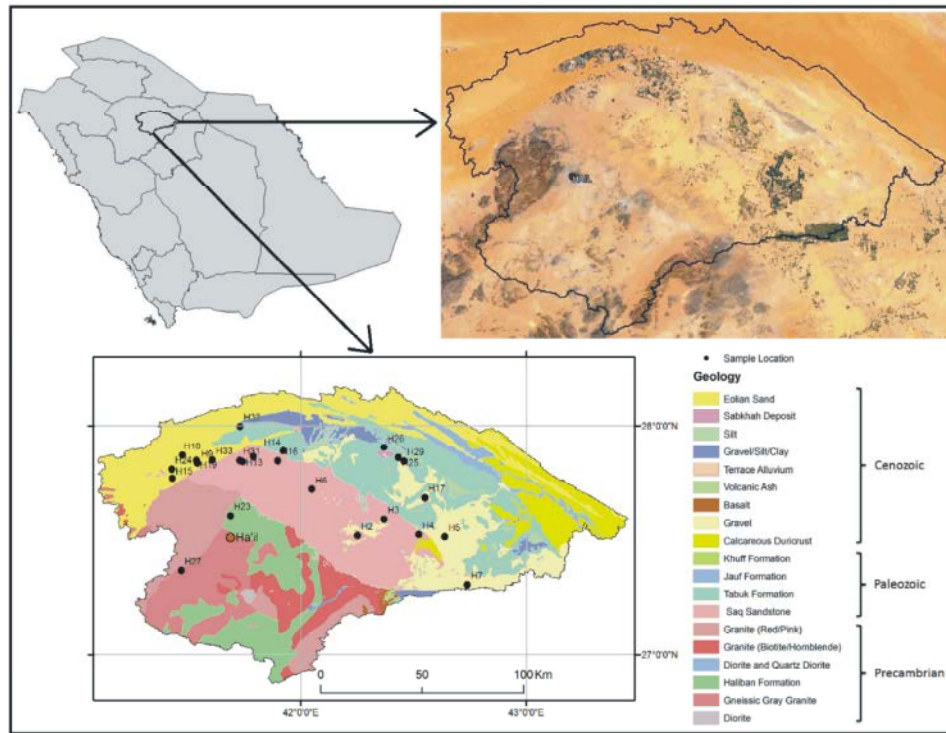 Sample Location
Geology
Eolian Sand
Sabkhah Deposit
Silt
Gravel/Silt/Clay
Terrace Alluvium
Volcanic Ash
Basalt
Gravel
Calcareous Duricrust
Khuff Formation
Jauf Formation
Tabuk Formation
Saq Sandstone
Granite (Red/Pink)
Granite (Biotite/Hornblende)
Diorite and Quartz Diorite
Haliban Formation
Gneissic Gray Granite
Diorite
Cenozoic
Paleozoic
Precambrian
H32
H14
H26
H18
H9
H33
H31
H16
H29
H24
H19
H13
25
H15
H6
H17
H23
H3
Ha'il
H2
H4
H5
H27
H7
28°0'0"N
27°0'0"N
0 50 100 Km
42°0'0"E 43°0'0"E